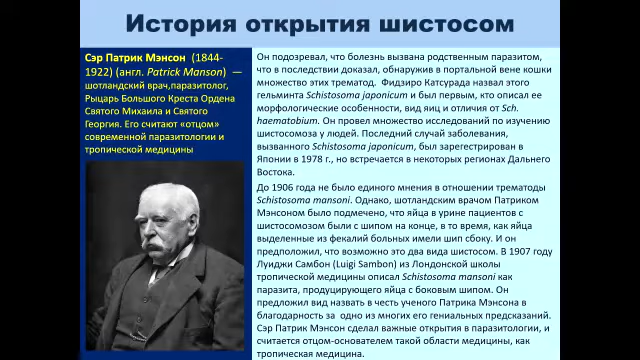 История открытия шистосом
Сэр Патрик Мэнсон (1844-
1922) (англ. Patrick Manson) —
шотландский врач,паразитолог,
Рыцарь Большого Креста Ордена
Святого Михаила и Святого
Георгия. Его считают «отцом»
современной паразитологии и
тропической медицины
Он подозревал, что болезнь вызвана родственным паразитом,
что в последствии доказал, обнаружив в портальной вене кошки
множество этих трематод. Фидзиро Катсурада назвал этого
гельминта Schistosoma japonicum и был первым, кто описал ее
морфологические особенности, вид яиц и отличия от Sch.
haematobium. Он провел множество исследований по изучению
шистосомоза у людей. Последний случай заболевания,
вызванного Schistosoma japonicum, был зарегестрирован в
Японии в 1978 г., но встречается в некоторых регионах Дальнего
Востока.
До 1906 года не было единого мнения в отношении трематоды
Schistosoma mansoni. Однако, шотландским врачом Патриком
Мэнсоном было подмечено, что яйца в урине пациентов с
шистосомозом были с шипом на конце, в то время, как яйца
выделенные из фекалий больных имели шип сбоку. И он
предположил, что возможно это два вида шистосом. В 1907 году
Луиджи Самбон (Luigi Sambon) из Лондонской школы
тропической медицины описал Schistosoma mansoni как
паразита, продуцирующего яйца с боковым шипом. Он
предложил вид назвать в честь ученого Патрика Мэнсона в
благодарность за одно из многих его гениальных предсказаний.
Сэр Патрик Мэнсон сделал важные открытия в паразитологии, и
считается отцом-основателем такой области медицины, как
тропическая медицина.